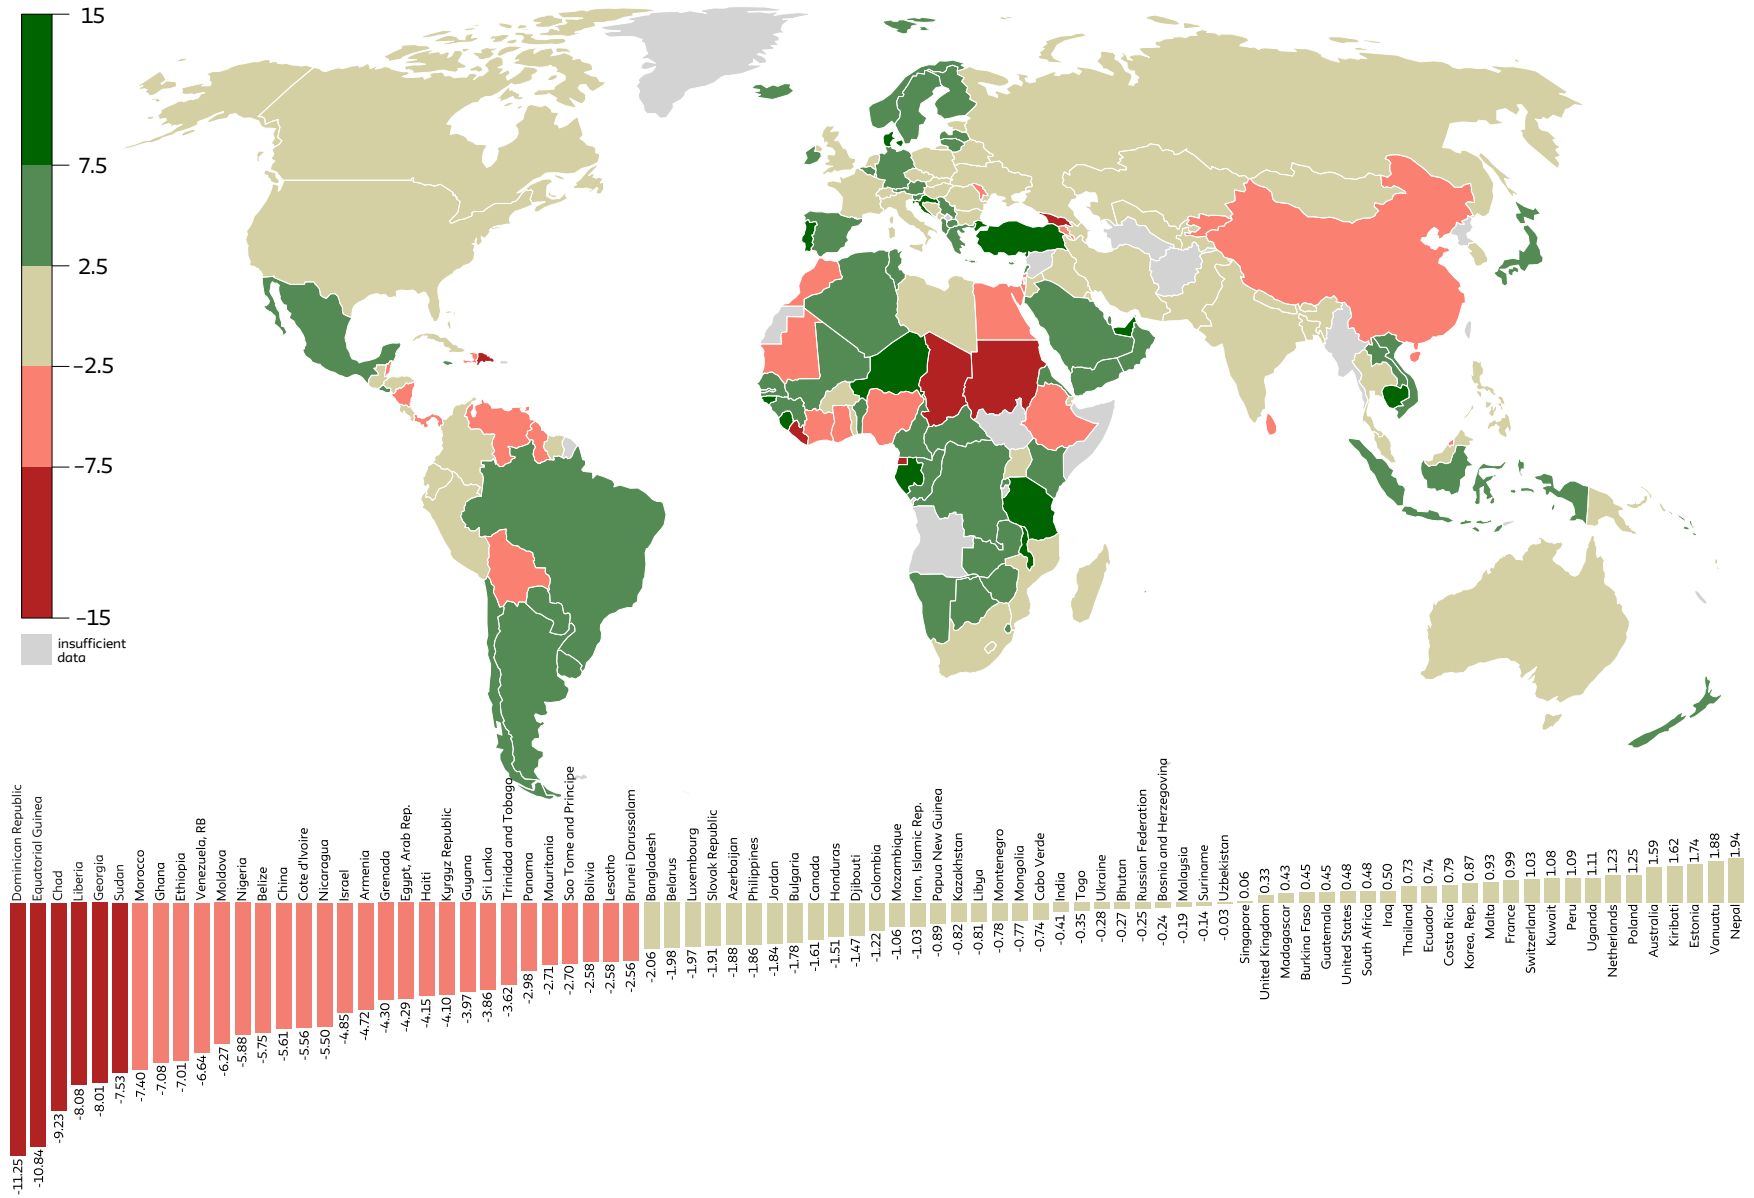 15
7.5
2.5
-2.5
-7.5
-15
insufficient
data
Dominican Republic -11.25
Equatorial Guinea -10.84
Chad -9.23
Liberia -8.08
Georgia -8.01
Sudan -7.53
Morocco -7.40
Ghana -7.08
Ethiopia -7.01
Venezuela, RB -6.64
Moldova -6.27
Nigeria -5.88
Belize -5.75
China -5.61
Cote d'Ivoire -5.56
Nicaragua -5.50
Israel -4.85
Armenia -4.72
Grenada -4.30
Egypt, Arab Rep. -4.29
Haiti -4.15
Kyrgyz Republic -4.10
Guyana -3.97
Sri Lanka -3.86
Trinidad and Tobago -3.62
Panama -2.98
Mauritania -2.71
Sao Tome and Principe -2.70
Bolivia -2.58
Lesotho -2.58
Brunei Darussalam -2.56
Bangladesh -2.06
Belarus -1.98
Luxembourg -1.97
Slovak Republic -1.91
Azerbaijan -1.88
Philippines -1.86
Jordan -1.84
Bulgaria -1.78
Canada -1.61
Honduras -1.51
Djibouti -1.47
Colombia -1.22
Mozambique -1.06
Iran, Islamic Rep. -1.03
Papua New Guinea -0.89
Kazakhstan -0.82
Libya -0.81
Montenegro -0.78
Mongolia -0.77
Cabo Verde -0.74
India -0.41
Togo -0.35
Ukraine -0.28
Bhutan -0.27
Russian Federation -0.25
Bosnia and Herzegovina -0.24
Malaysia -0.19
Suriname -0.14
Uzbekistan -0.03
Singapore 0.06
United Kingdom 0.33
Madagascar 0.43
Burkina Faso 0.45
Guatemala 0.45
United States 0.48
South Africa 0.48
Iraq 0.50
Thailand 0.73
Ecuador 0.74
Costa Rica 0.79
Korea, Rep. 0.87
Malta 0.93
France 0.99
Switzerland 1.03
Kuwait 1.08
Peru 1.09
Uganda 1.11
Netherlands 1.23
Poland 1.25
Australia 1.59
Kiribati 1.62
Estonia 1.74
Vanuatu 1.88
Nepal 1.94